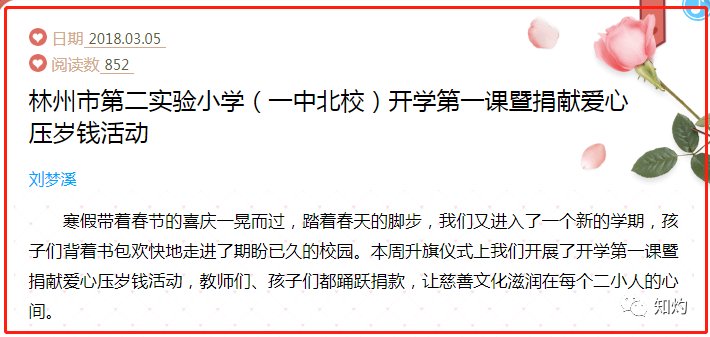 日期 2018.03.05
阅读数 852
林州市第二实验小学（一中北校）开学第一课暨捐献爱心
压岁钱活动
刘梦溪
寒假带着春节的喜庆一晃而过，踏着春天的脚步，我们又进入了一个新的学期，孩
子们背着书包欢快地走进了期盼已久的校园。本周升旗仪式上我们开展了开学第一课暨
捐献爱心压岁钱活动，教师们、孩子们都踊跃捐款，让慈善文化滋润在每个二小人的心
间。
知灼